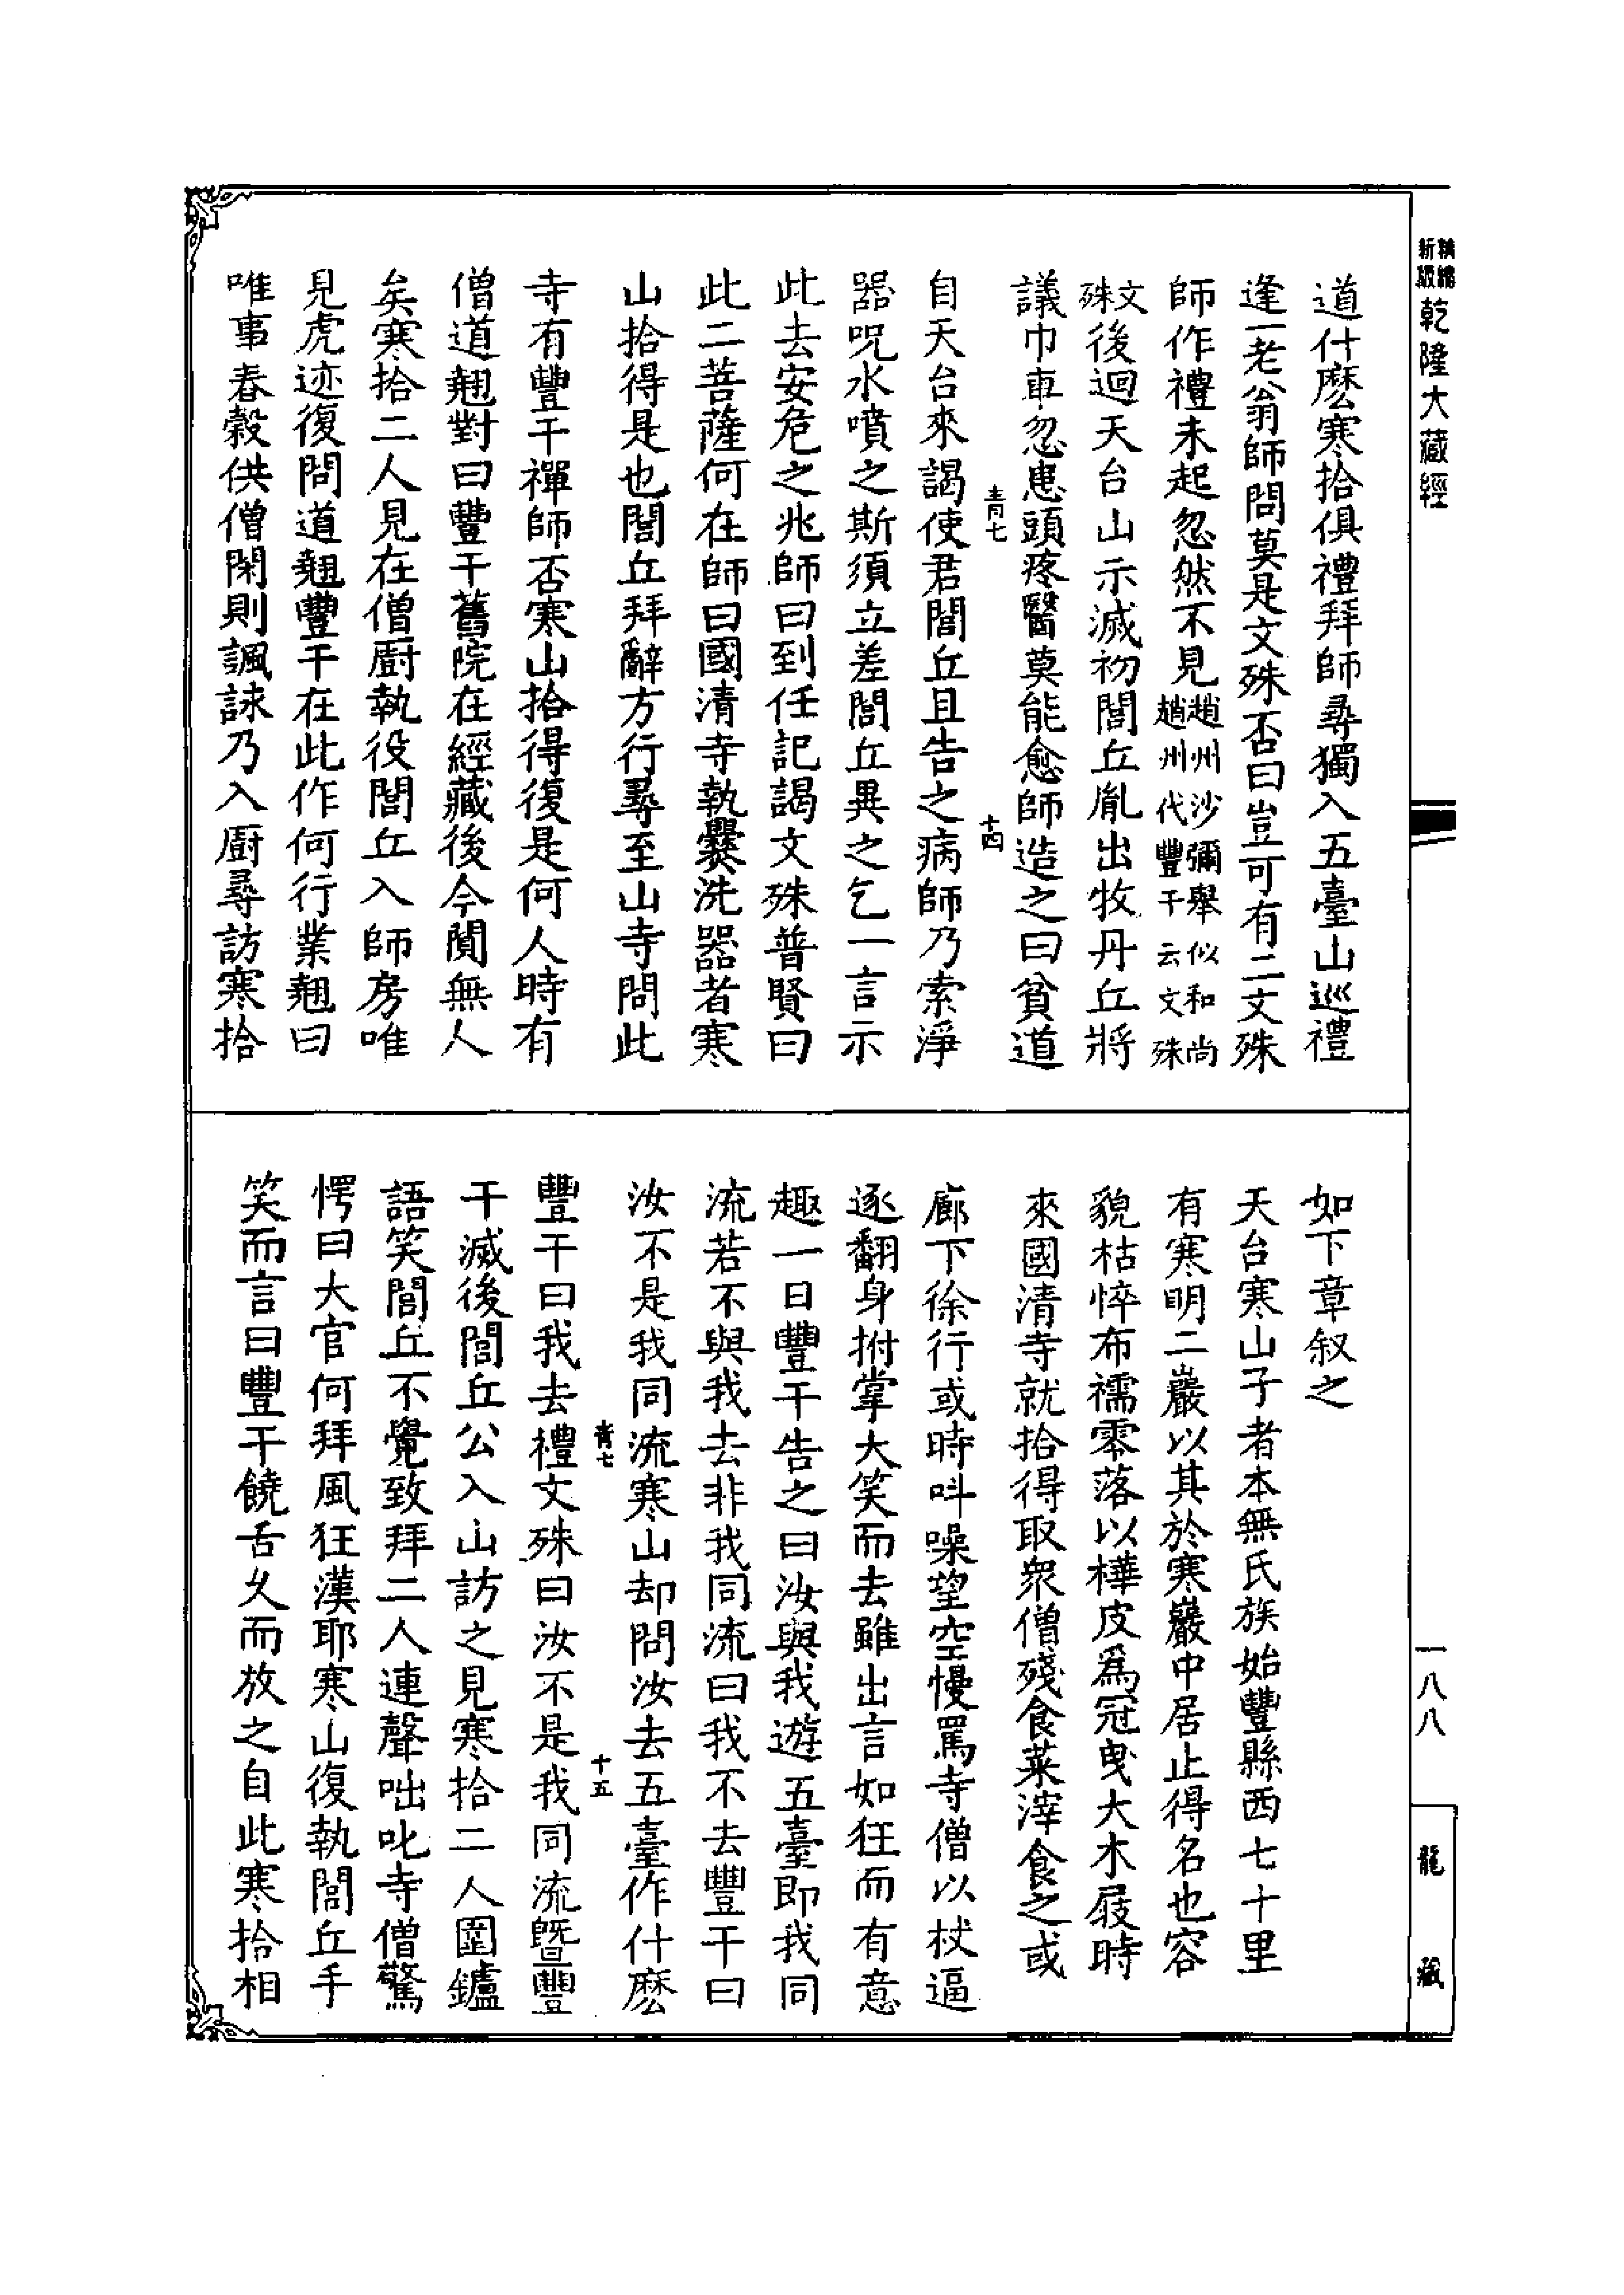 新編縮級
乾隆大藏經
道什麼寒拾俱禮拜師尋獨入五臺山巡禮
逢一老翁師問莫是文殊否曰豈可有二文殊
師作禮未起忽然不見趙州沙彌舉似和尚趙州代豐干云文殊
文殊後迴天台山示滅初閭丘胤出牧丹丘將
議巾車忽患頭疼醫莫能愈師造之曰貧道
青七
十四
自天台來謁使君閭丘且告之病師乃索淨
器呪水噴之斯須立差閭丘異之乞一言示
此去安危之兆師曰到任記謁文殊普賢曰
此二菩薩何在師曰國清寺執爨洗器者寒
山拾得是也閭丘拜辭方行尋至山寺問此
寺有豐干禪師否寒山拾得復是何人時有
僧道翹對曰豐干舊院在經藏後今閴無人
矣寒拾二人見在僧廚執役閭丘入師房唯
見虎迹復問道翹豐干在此作何行業翹曰
唯事舂穀供僧閑則諷詠乃入廚尋訪寒拾
如下章叙之
天台寒山子者本無氏族始豐縣西七十里
有寒明二巖以其於寒巖中居止得名也容
貌枯悴布襦零落以樺皮為冠曳大木屐時
來國清寺就拾得取眾僧殘食菜滓食之或
廊下徐行或時叫噪望空慢罵寺僧以杖逼
逐翻身拊掌大笑而去雖出言如狂而有意
趣一日豐干告之曰汝與我遊五臺即我同
流若不與我去非我同流曰我不去豐干曰
汝不是我同流寒山却問汝去五臺作什麼
青七
十五
豐干曰我去禮文殊曰汝不是我同流暨豐
干滅後閭丘公入山訪之見寒拾二人圍鑪
語笑閭丘不覺致拜二人連聲咄叱寺僧驚
愕曰大官何拜風狂漢耶寒山復執閭丘手
笑而言曰豐干饒舌久而放之自此寒拾相
一八八
龍藏